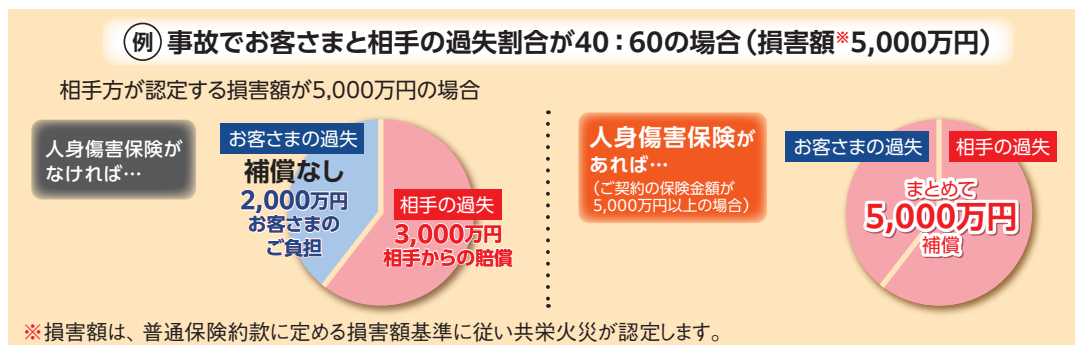 例 事故でお客さまと相手の過失割合が40：60の場合（損害額※5,000万円）
相手方が認定する損害額が5,000万円の場合
人身傷害保険が
なければ…
お客さまの過失
補償なし
2,000万円
お客さまの
ご負担
相手の過失
3,000万円
相手からの賠償
人身傷害保険が
あれば…
（ご契約の保険金額が
5,000万円以上の場合）
お客さまの過失
相手の過失
まとめて
5,000万円
補償
※損害額は、普通保険約款に定める損害額基準に従い共栄火災が認定します。